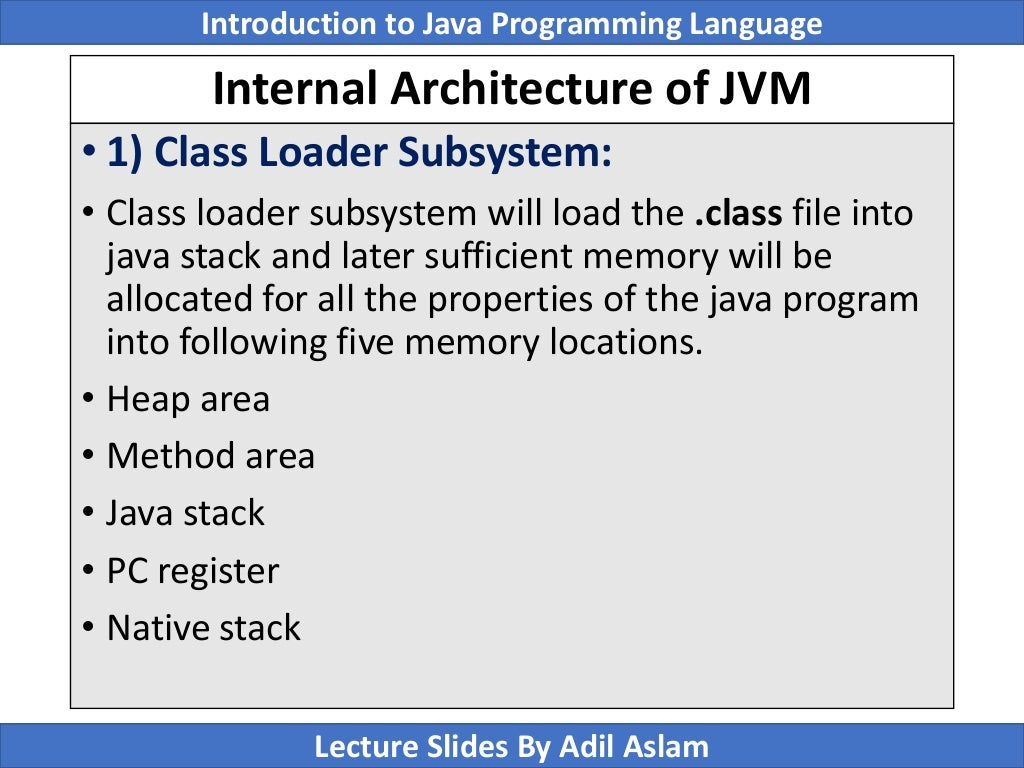 Introduction to Java Programming Language
Internal Architecture of JVM
• 1) Class Loader Subsystem:
• Class loader subsystem will load the .class file into
java stack and later sufficient memory will be
allocated for all the properties of the java program
into following five memory locations.
• Heap area
• Method area
• Java stack
• PC register
• Native stack
Lecture Slides By Adil Aslam